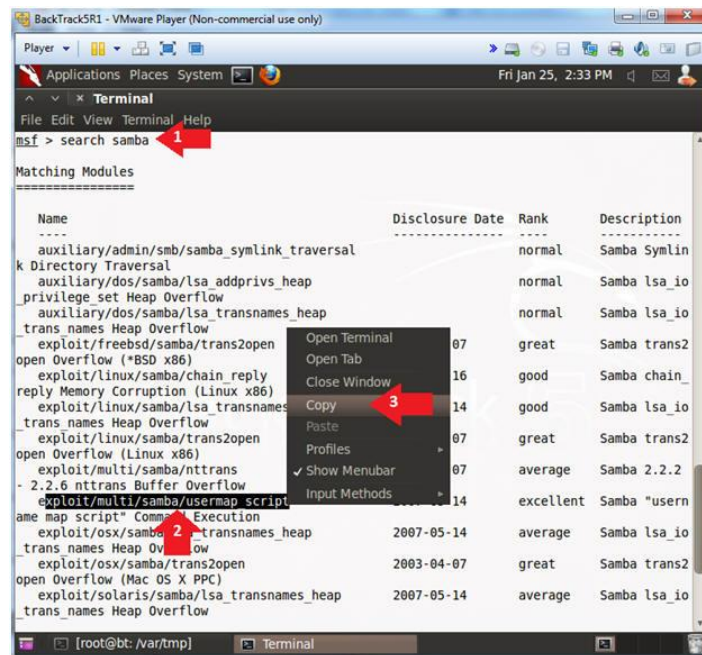 BackTrack5R1 - VMware Player (Non-commercial use only)
Player
Applications Places System
Fri Jan 25, 2:33 PM
Terminal
File Edit View Terminal Help
msf > search samba
1
Matching Modules
================
Name Disclosure Date Rank Description
---- --------------- ---- -----------
auxiliary/admin/smb/samba_symlink_traversal normal Samba Symlin
k Directory Traversal
auxiliary/dos/samba/lsa_addprivs_heap normal Samba lsa_io
_privilege_set Heap Overflow
auxiliary/dos/samba/lsa_transnames_heap normal Samba lsa_io
_trans_names Heap Overflow
exploit/freebsd/samba/trans2open 07 great Samba trans2
open Overflow (*BSD x86)
exploit/linux/samba/chain_reply 16 good Samba chain_
reply Memory Corruption (Linux x86)
exploit/linux/samba/lsa_transnames 14 good Samba lsa_io
_trans_names Heap Overflow
exploit/linux/samba/trans2open 07 great Samba trans2
open Overflow (Linux x86)
exploit/multi/samba/nttrans 07 average Samba 2.2.2
- 2.2.6 nttrans Buffer Overflow
exploit/multi/samba/usermap_script 14 excellent Samba "usern
ame map script" Command Execution
2
exploit/osx/samba transnames_heap 2007-05-14 average Samba lsa_io
_trans_names Heap Overflow
exploit/osx/samba/trans2open 2003-04-07 great Samba trans2
open Overflow (Mac OS X PPC)
exploit/solaris/samba/lsa_transnames_heap 2007-05-14 average Samba lsa_io
_trans_names Heap Overflow
Open Terminal
Open Tab
Close Window
Copy
3
Paste
Profiles
Show Menubar
Input Methods
[root@bt: /var/tmp]
Terminal